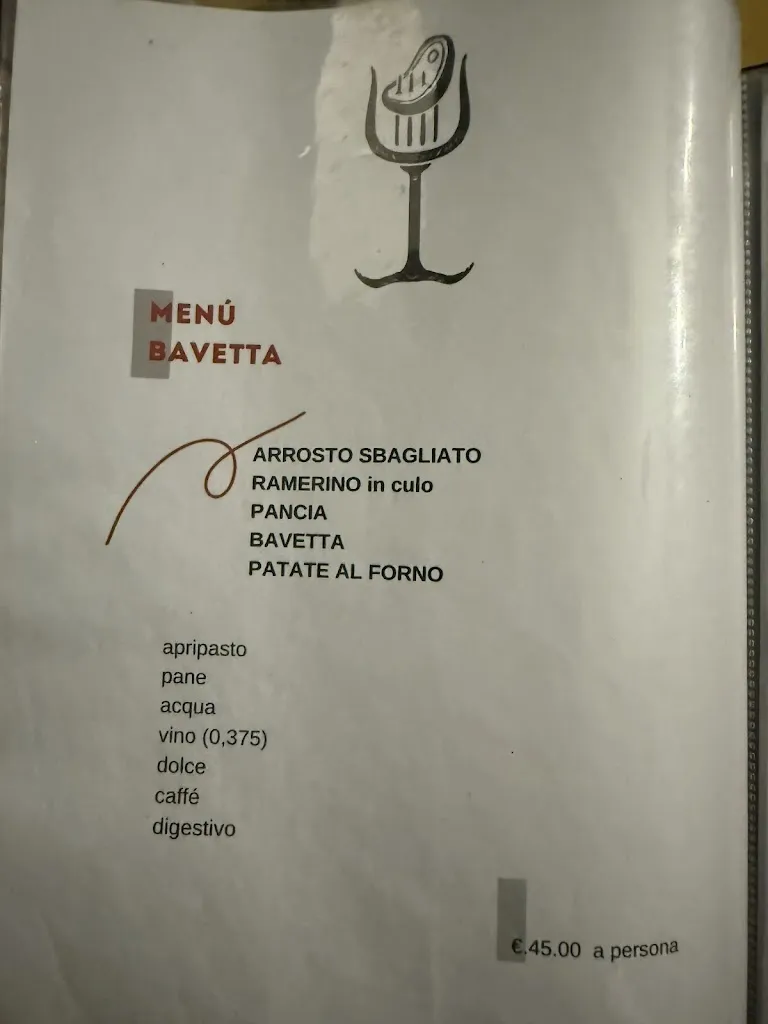 MENÚ
BAVETTA
ARROSTO SBAGLIATO
RAMERINO in culo
PANCIA
BAVETTA
PATATE AL FORNO
apripasto
pane
acqua
vino (0,375)
dolce
caffé
digestivo
€.45.00 a persona